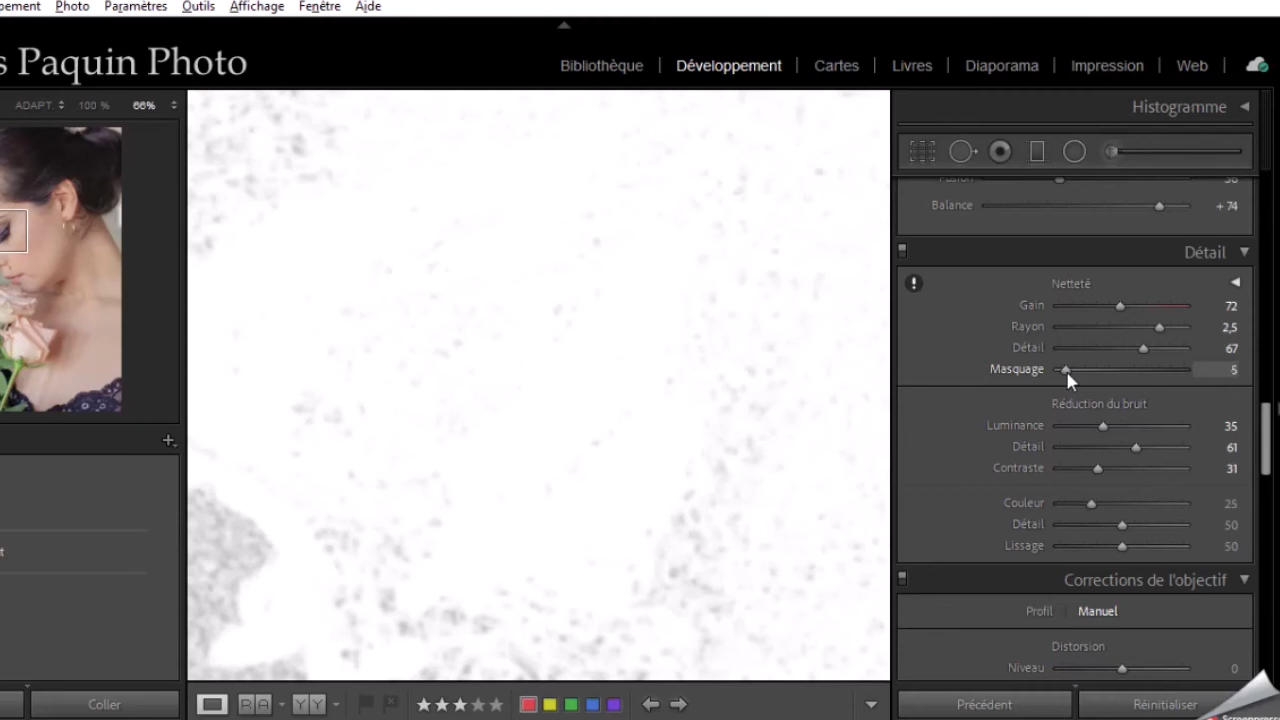 pement Photo Paramètres Outils Affichage Fenêtre Aide
s Paquin Photo
Bibliothèque | Développement | Cartes | Livres | Diaporama | Impression | Web |
ADAPT. 100 % 66%
Histogramme
Fusion 38
Balance + 74
Détail
Netteté
Gain 72
Rayon 2,5
Détail 67
Masquage 5
Réduction du bruit
Luminance 35
Détail 61
Contraste 31
Couleur 25
Détail 50
Lissage 50
Corrections de l'objectif
Profil | Manuel
Distorsion
Niveau 0
t
Coller
R A
Y Y
Précédent
Réinitialiser